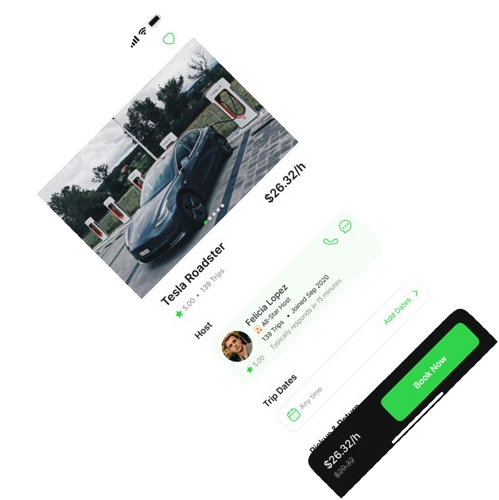 Tesla Roadster
$26.32/h
5.00 • 139 Trips
Host
Felicia Lopez
All-Star Host
139 Trips • Joined Sep 2020
5.00
Typically responds in 15 minutes
Trip Dates
Any time
Add Dates
Pickup & Return
$26.32/h
Book Now